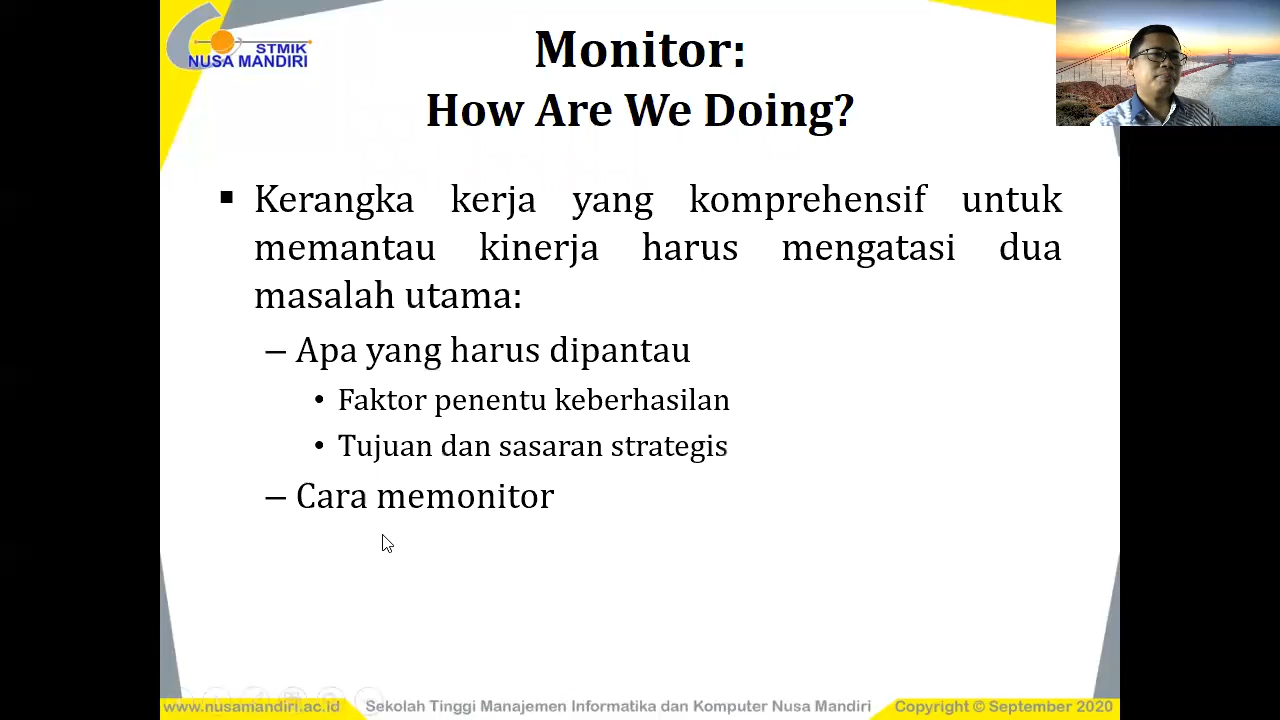 STMIK
NUSA MANDIRI
Monitor:
How Are We Doing?
Kerangka kerja yang komprehensif untuk
memantau kinerja harus mengatasi dua
masalah utama:
– Apa yang harus dipantau
• Faktor penentu keberhasilan
• Tujuan dan sasaran strategis
– Cara memonitor
www.nusamandiri.ac.id Sekolah Tinggi Manajemen Informatika dan Komputer Nusa Mandiri Copyright © September 2020